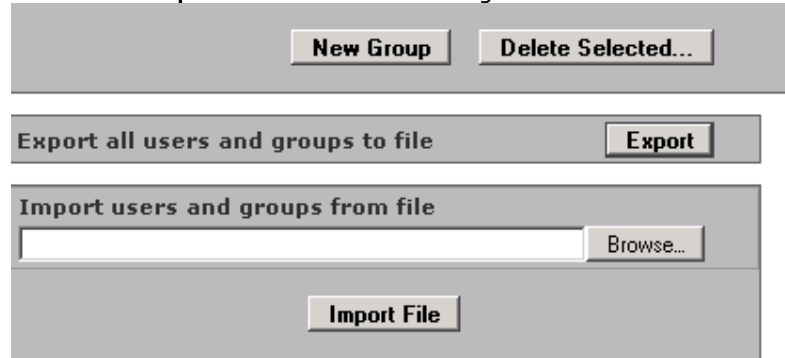 New Group Delete Selected...
Export all users and groups to file Export
Import users and groups from file
Browse...
Import File